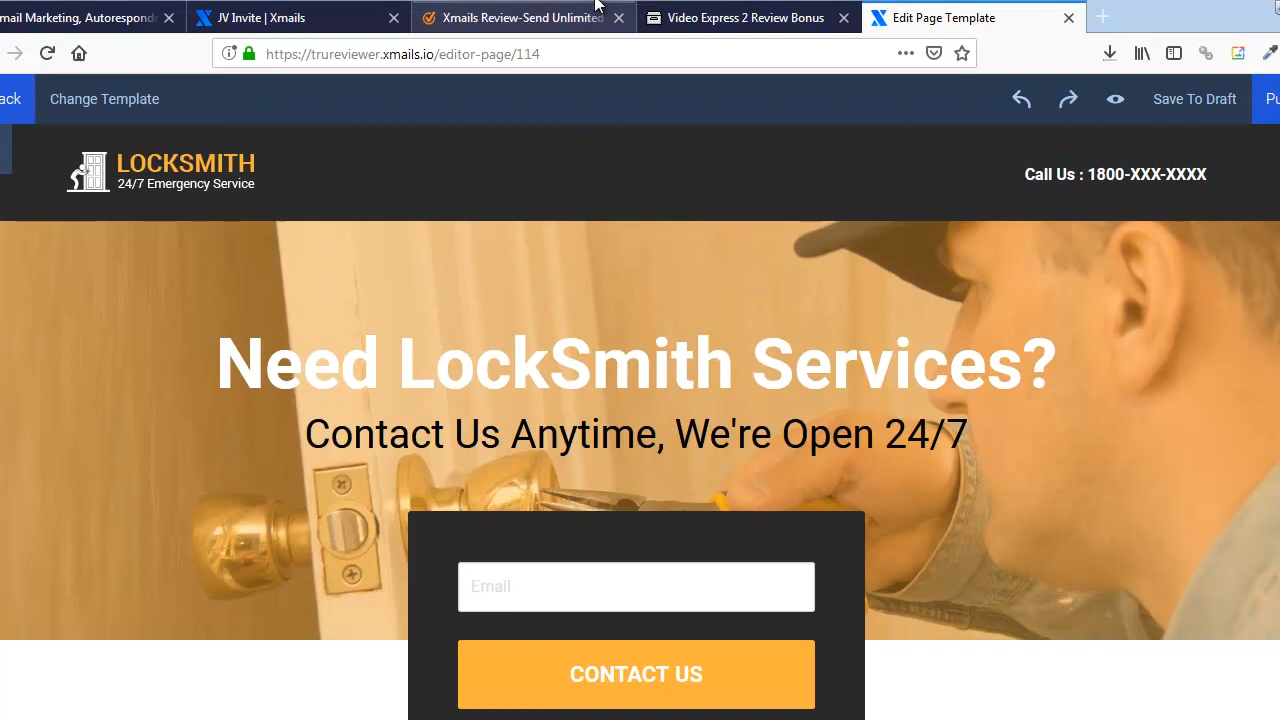 mail Marketing, Autorespond
JV Invite | Xmails
Xmails Review-Send Unlimited
Video Express 2 Review Bonus
Edit Page Template
https://trureviewer.xmails.io/editor-page/114
ack
Change Template
Save To Draft
Pu
LOCKSMITH
24/7 Emergency Service
Call Us : 1800-XXX-XXXX
Need LockSmith Services?
Contact Us Anytime, We're Open 24/7
Email
CONTACT US